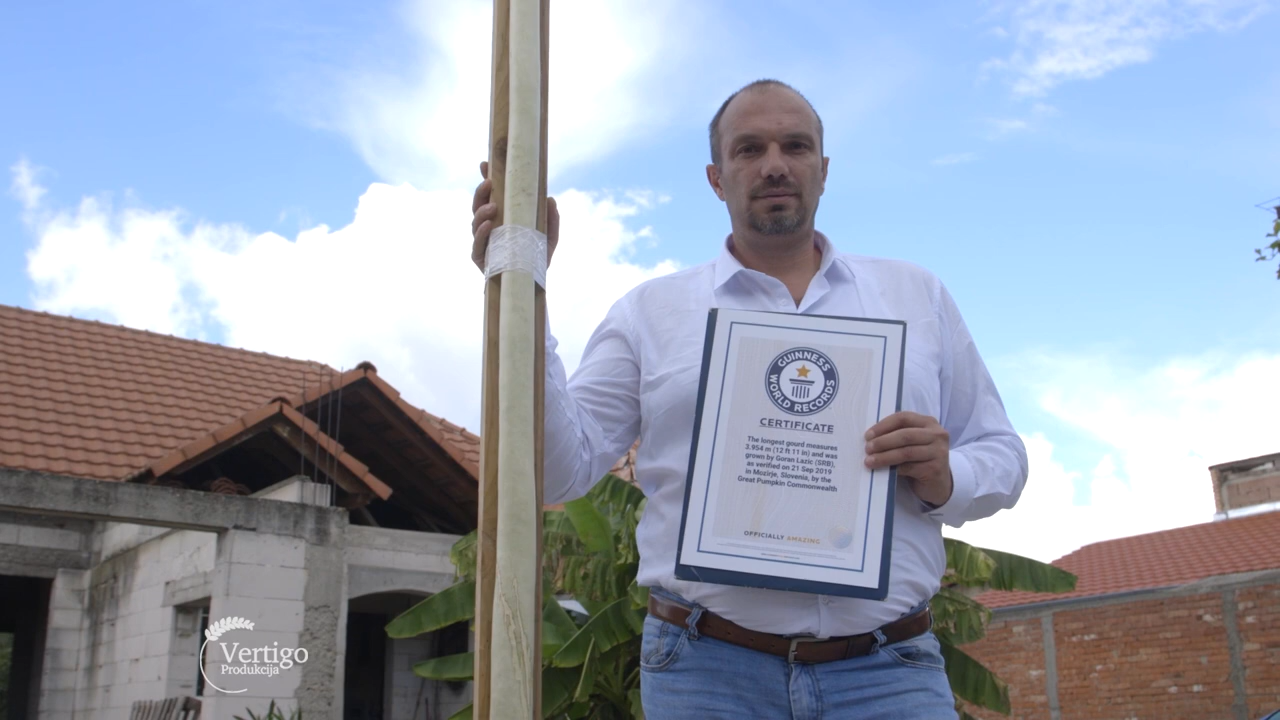 GUINNESS
WORLD RECORDS
CERTIFICATE
The longest gourd measures
3.954 m (12 ft 11 in) and was
grown by Goran Lazic (SRB),
as verified on 21 Sep 2019
in Mozirje, Slovenia, by the
Great Pumpkin Commonwealth
OFFICIALLY AMAZING
Vertigo
Produkcija